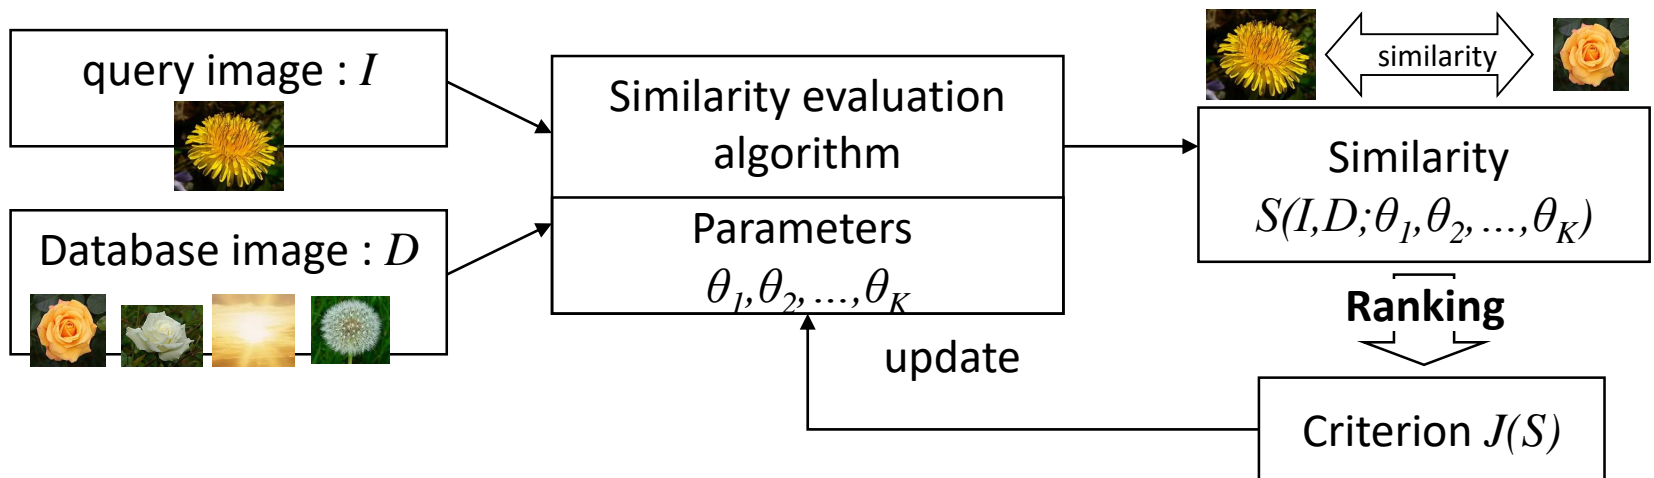 query image : I
Database image : D
Similarity evaluation
algorithm
Parameters
θ1,θ2,...,θK
update
similarity
Similarity
S(I,D;θ1,θ2,...,θK)
Ranking
Criterion J(S)